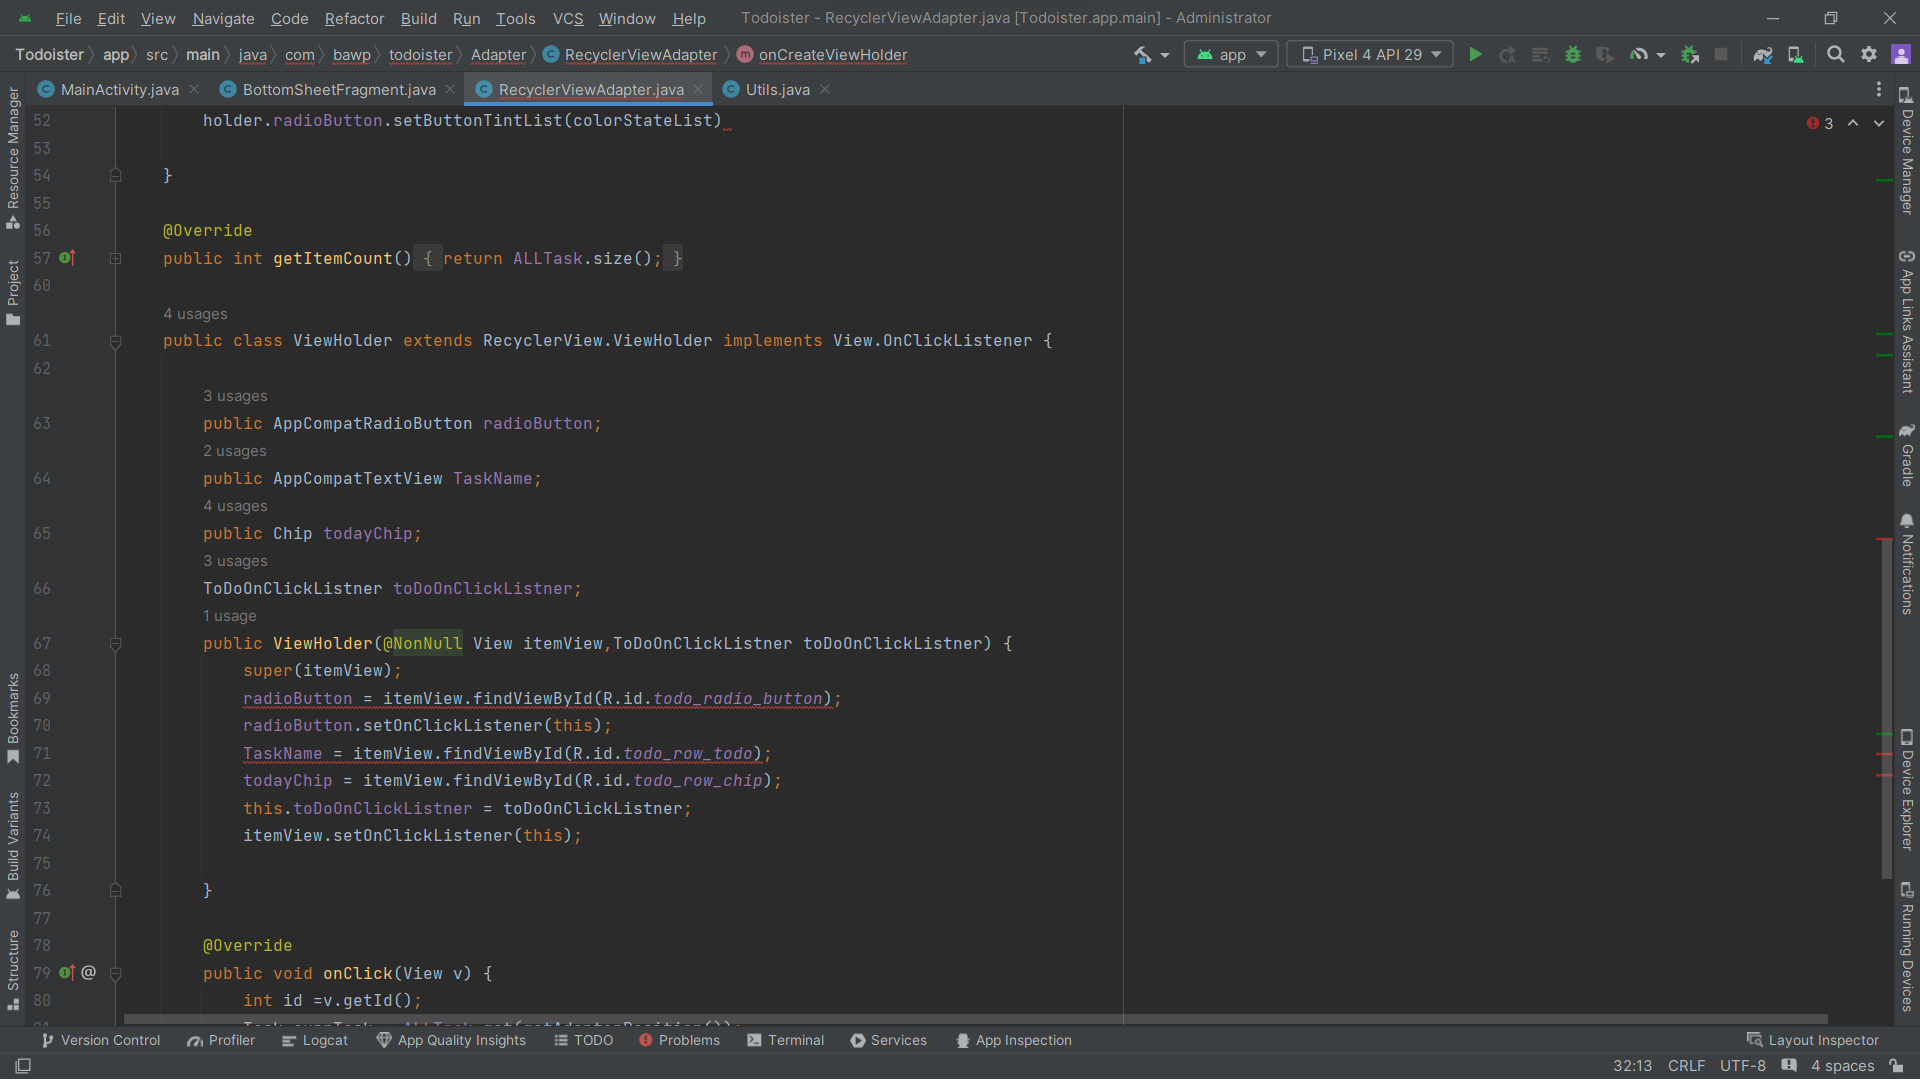 File Edit View Navigate Code Refactor Build Run Tools VCS Window Help Todoister - RecyclerViewAdapter.java [Todoister.app.main] - Administrator
Todoister app src main java com bawp todoister Adapter RecyclerViewAdapter onCreateViewHolder app Pixel 4 API 29
MainActivity.java BottomSheetFragment.java RecyclerViewAdapter.java Utils.java
52 holder.radioButton.setButtonTintList(colorStateList)
3
53
54 }
55
56 @Override
57 public int getItemCount() { return ALLTask.size(); }
60
4 usages
61 public class ViewHolder extends RecyclerView.ViewHolder implements View.OnClickListener {
62
3 usages
63 public AppCompatRadioButton radioButton;
2 usages
64 public AppCompatTextView TaskName;
4 usages
65 public Chip todayChip;
3 usages
66 ToDoOnClickListner toDoOnClickListner;
1 usage
67 public ViewHolder(@NonNull View itemView,ToDoOnClickListner toDoOnClickListner) {
68 super(itemView);
69 radioButton = itemView.findViewById(R.id.todo_radio_button);
70 radioButton.setOnClickListener(this);
71 TaskName = itemView.findViewById(R.id.todo_row_todo);
72 todayChip = itemView.findViewById(R.id.todo_row_chip);
73 this.toDoOnClickListner = toDoOnClickListner;
74 itemView.setOnClickListener(this);
75
76 }
77
78 @Override
79 @ public void onClick(View v) {
80 int id =v.getId();
Resource Manager
Project
Bookmarks
Build Variants
Structure
Device Manager
App Links Assistant
Gradle
Notifications
Device Explorer
Running Devices
Version Control Profiler Logcat App Quality Insights TODO Problems Terminal Services App Inspection Layout Inspector
32:13 CRLF UTF-8 4 spaces